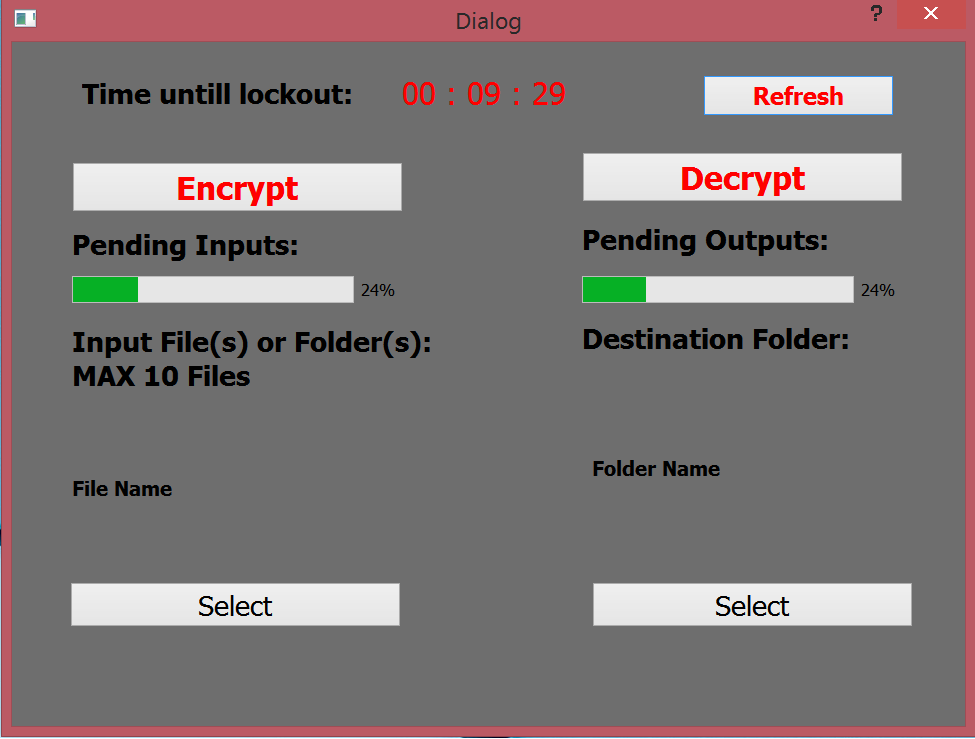 Dialog
?
Time untill lockout: 00 : 09 : 29 Refresh
Encrypt
Decrypt
Pending Inputs:
Pending Outputs:
24%
24%
Input File(s) or Folder(s):
MAX 10 Files
Destination Folder:
File Name
Folder Name
Select
Select